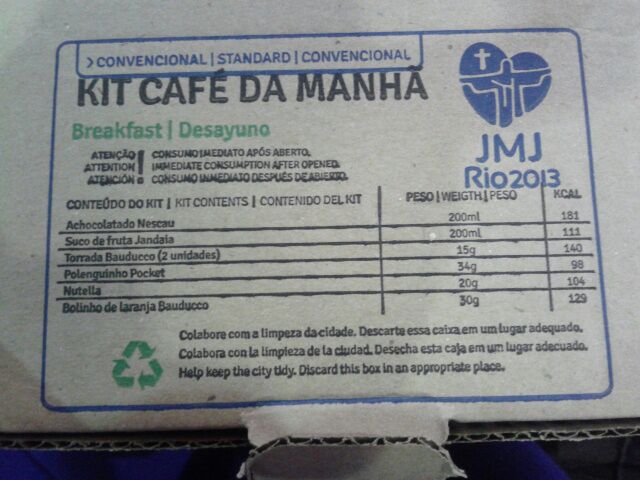 > CONVENCIONAL | STANDARD | CONVENCIONAL
KIT CAFÉ DA MANHÃ
Breakfast | Desayuno
ATENÇÃO ! CONSUMO IMEDIATO APÓS ABERTO.
ATTENTION ! IMMEDIATE CONSUMPTION AFTER OPENED.
ATENCIÓN ! CONSUMO INMEDIATO DESPUÉS DE ABIERTO.
JMJ
Rio2013
CONTEÚDO DO KIT | KIT CONTENTS | CONTENIDO DEL KIT PESO | WEIGTH | PESO KCAL
Achocolatado Nescau 200ml 181
Suco de fruta Jandaia 200ml 111
Torrada Bauducco (2 unidades) 15g 140
Polenguinho Pocket 34g 98
Nutella 20g 104
Bolinho de laranja Bauducco 30g 129
Colabore com a limpeza da cidade. Descarte essa caixa em um lugar adequado.
Colabora con la limpieza de la ciudad. Desecha esta caja em um lugar adecuado.
Help keep the city tidy. Discard this box in an appropriate place.